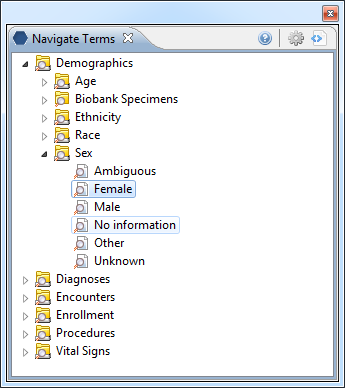 Navigate Terms
Demographics
Age
Biobank Specimens
Ethnicity
Race
Sex
Ambiguous
Female
Male
No information
Other
Unknown
Diagnoses
Encounters
Enrollment
Procedures
Vital Signs